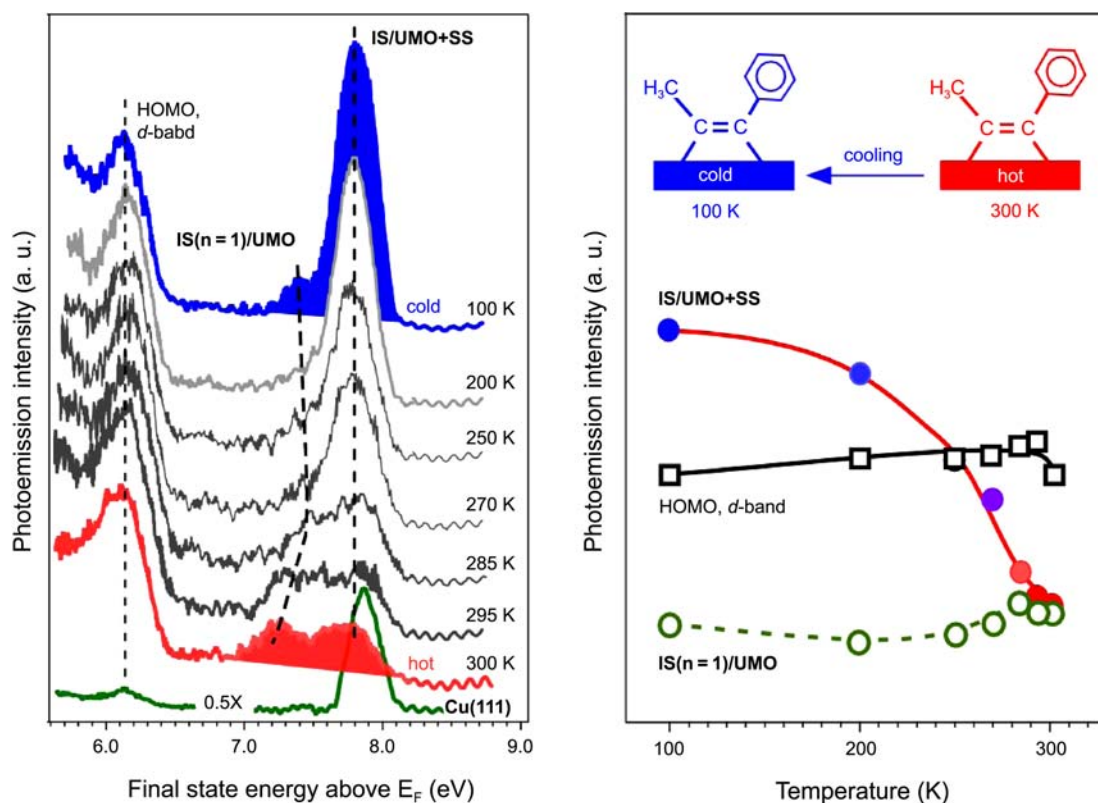 IS/UMO+SS
HOMO,
d-babd
IS(n = 1)/UMO
cold
100 K
200 K
250 K
270 K
285 K
295 K
hot
300 K
0.5X
Cu(111)
6.0
7.0
8.0
9.0
Final state energy above EF (eV)
Photoemission intensity (a. u.)
H3C
C
C
cold
100 K
cooling
H3C
C
C
hot
300 K
IS/UMO+SS
HOMO, d-band
IS(n = 1)/UMO
100
200
300
Temperature (K)
Photoemission intensity (a. u.)